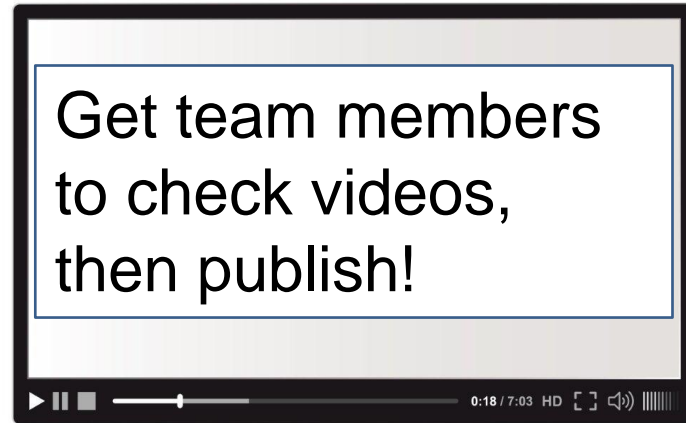 Get team members
to check videos,
then publish!
0:18 / 7:03 HD